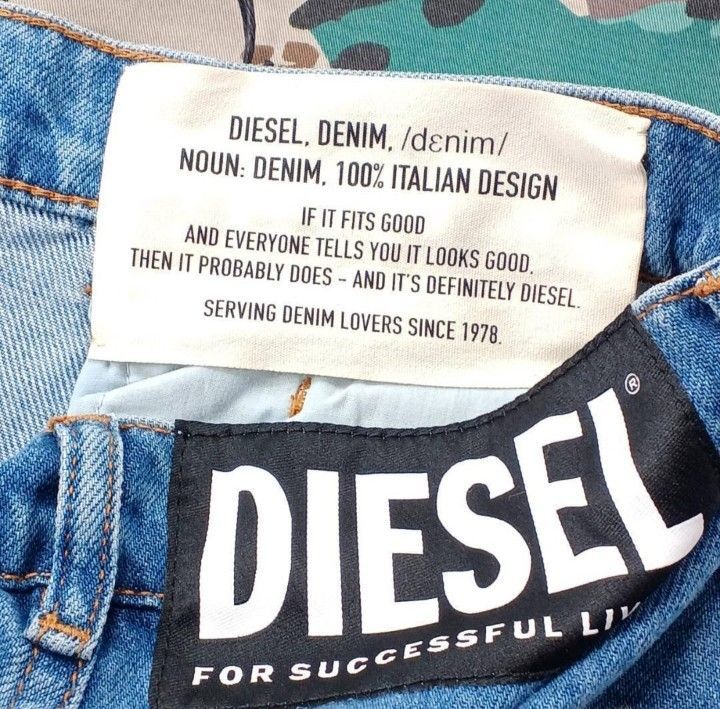 DIESEL, DENIM, /dɛnim/
NOUN: DENIM, 100% ITALIAN DESIGN
IF IT FITS GOOD
AND EVERYONE TELLS YOU IT LOOKS GOOD.
THEN IT PROBABLY DOES - AND IT'S DEFINITELY DIESEL.
SERVING DENIM LOVERS SINCE 1978.
DIESEL®
FOR SUCCESSFUL LIV